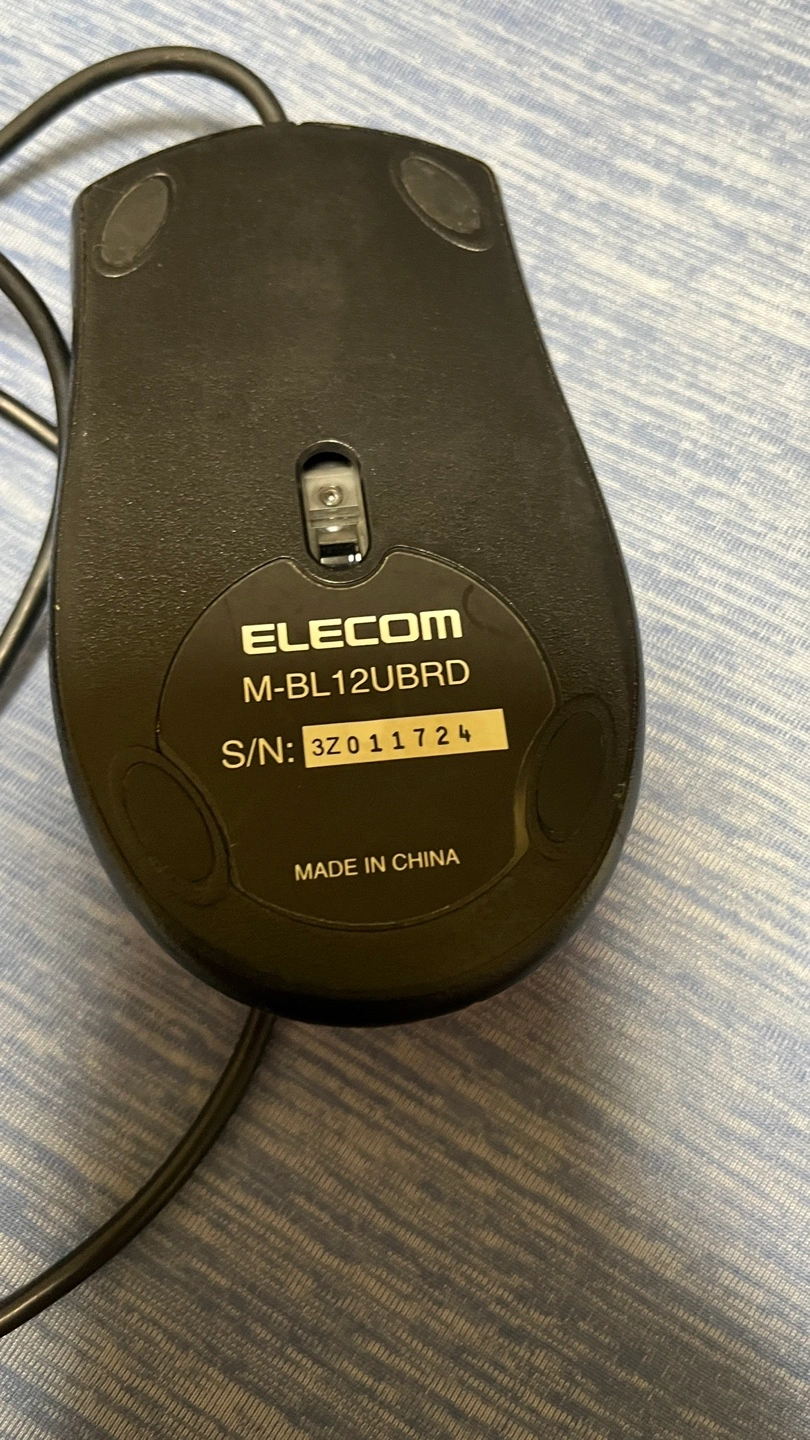 ELECOM
M-BL12UBRD
S/N: 3Z011724
MADE IN CHINA